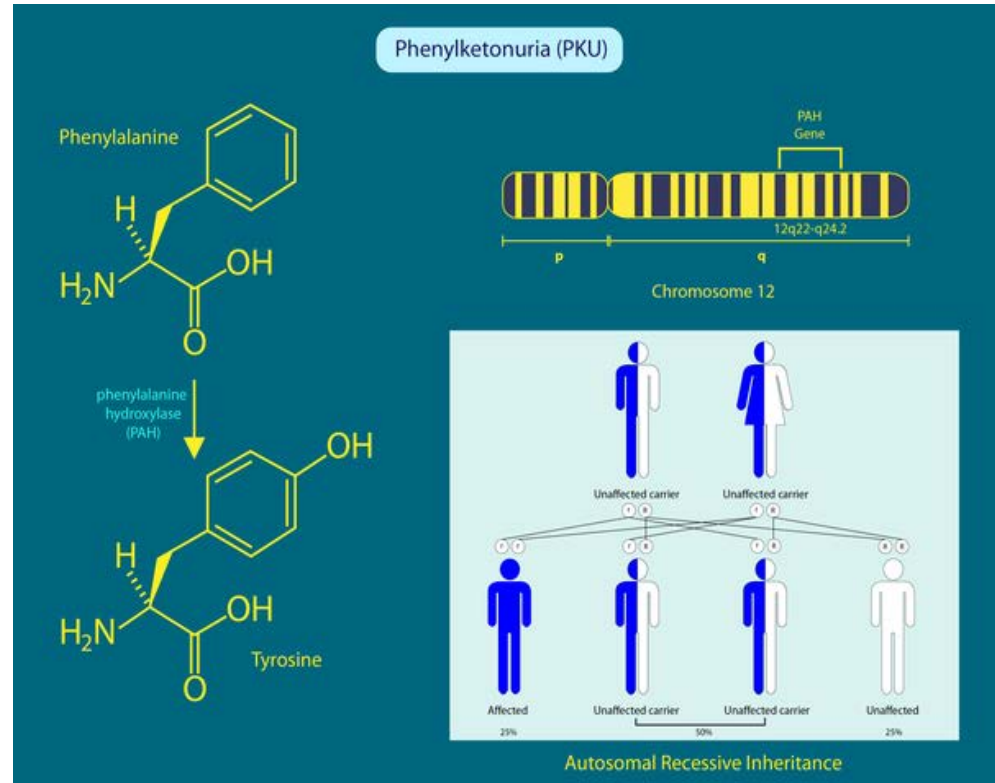 Phenylketonuria (PKU)
Phenylalanine
H
H₂N
OH
O
phenylalanine
hydroxylase
(PAH)
OH
H
H₂N
OH
O
Tyrosine
PAH
Gene
12q22-q24.2
p
q
Chromosome 12
Unaffected carrier
Unaffected carrier
r R
r R
r r
r R
r R
R R
Affected
Unaffected carrier
Unaffected carrier
Unaffected
25%
50%
25%
Autosomal Recessive Inheritance